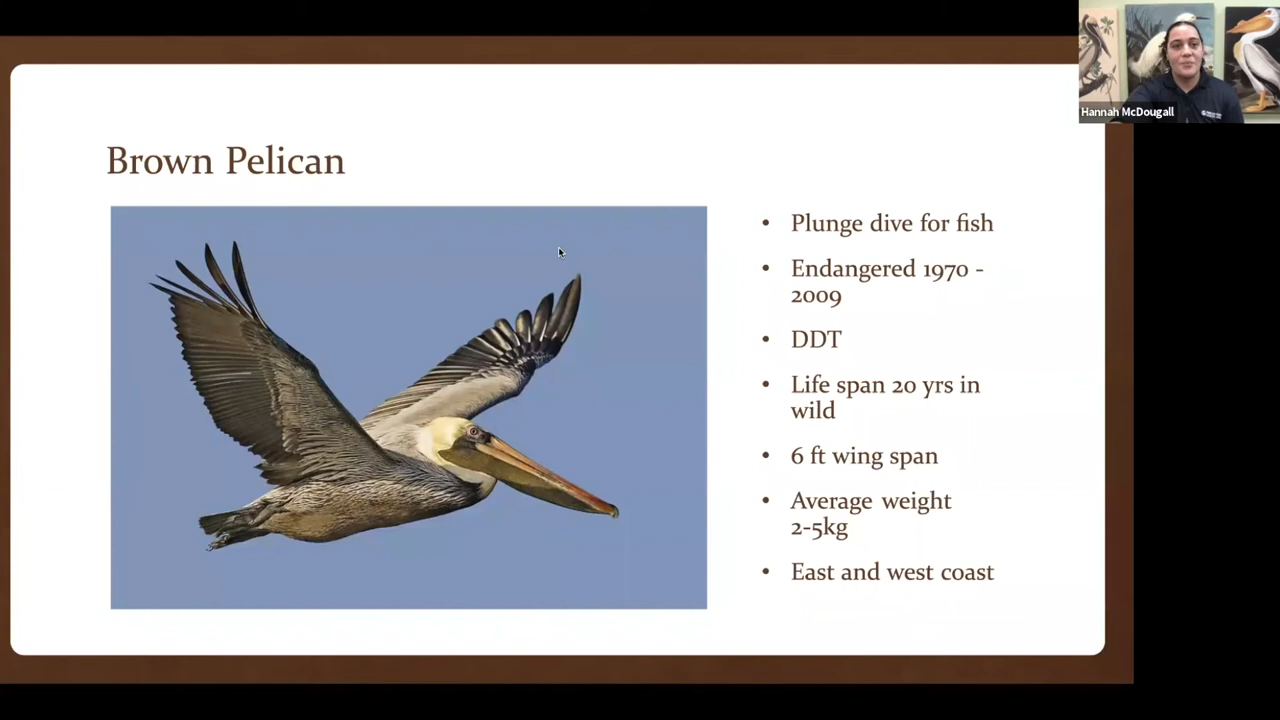 Hannah McDougall
Brown Pelican
• Plunge dive for fish
• Endangered 1970 -
2009
• DDT
• Life span 20 yrs in
wild
• 6 ft wing span
• Average weight
2-5kg
• East and west coast